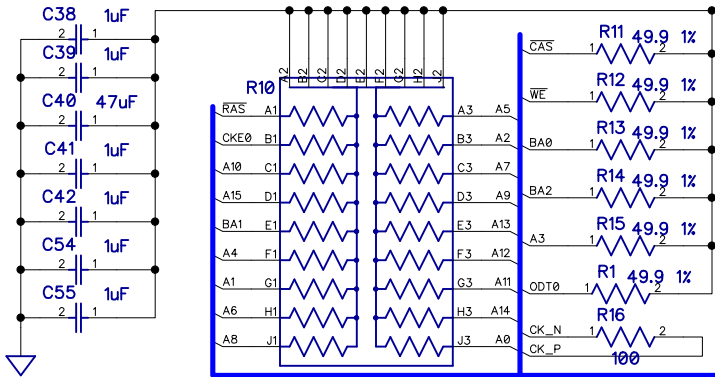 C38 1uF
2 1
C39 1uF
2 1
C40 47uF
2 1
C41 1uF
2 1
C42 1uF
2 1
C54 1uF
2 1
C55 1uF
2 1
A2 B2 C2 D2 E2 F2 G2 H2 J2
R10
RAS A1 A3 A5
CKE0 B1 B3 A2
A10 C1 C3 A7
A15 D1 D3 A9
BA1 E1 E3 A13
A4 F1 F3 A12
A1 G1 G3 A11
A6 H1 H3 A14
A8 J1 J3 A0
R11 49.9 1%
CAS 1 2
R12 49.9 1%
WE 1 2
R13 49.9 1%
BA0 1 2
R14 49.9 1%
BA2 1 2
R15 49.9 1%
A3 1 2
R1 49.9 1%
ODT0 1 2
R16
CK_N 1 2
CK_P 100